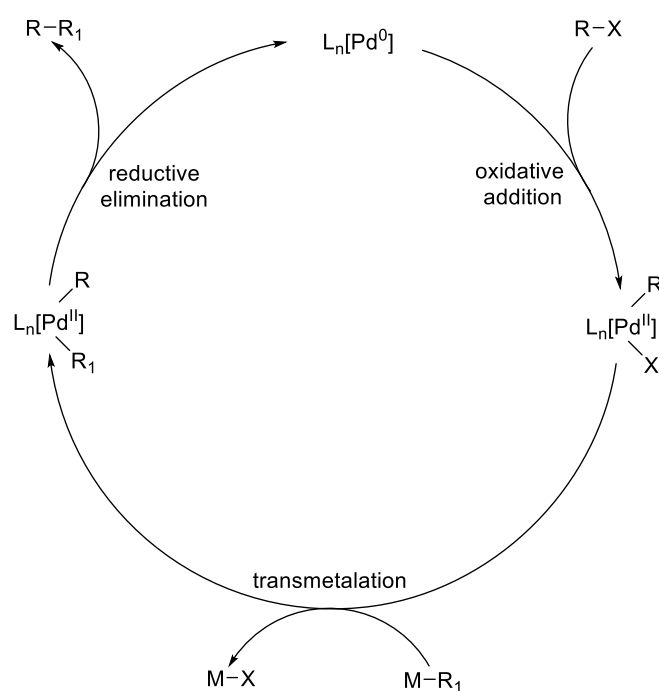 R–R₁
Lₙ[Pd⁰]
R–X
reductive
elimination
oxidative
addition
R
Lₙ[Pdᴵᴵ]
R₁
R
Lₙ[Pdᴵᴵ]
X
transmetalation
M–X
M–R₁